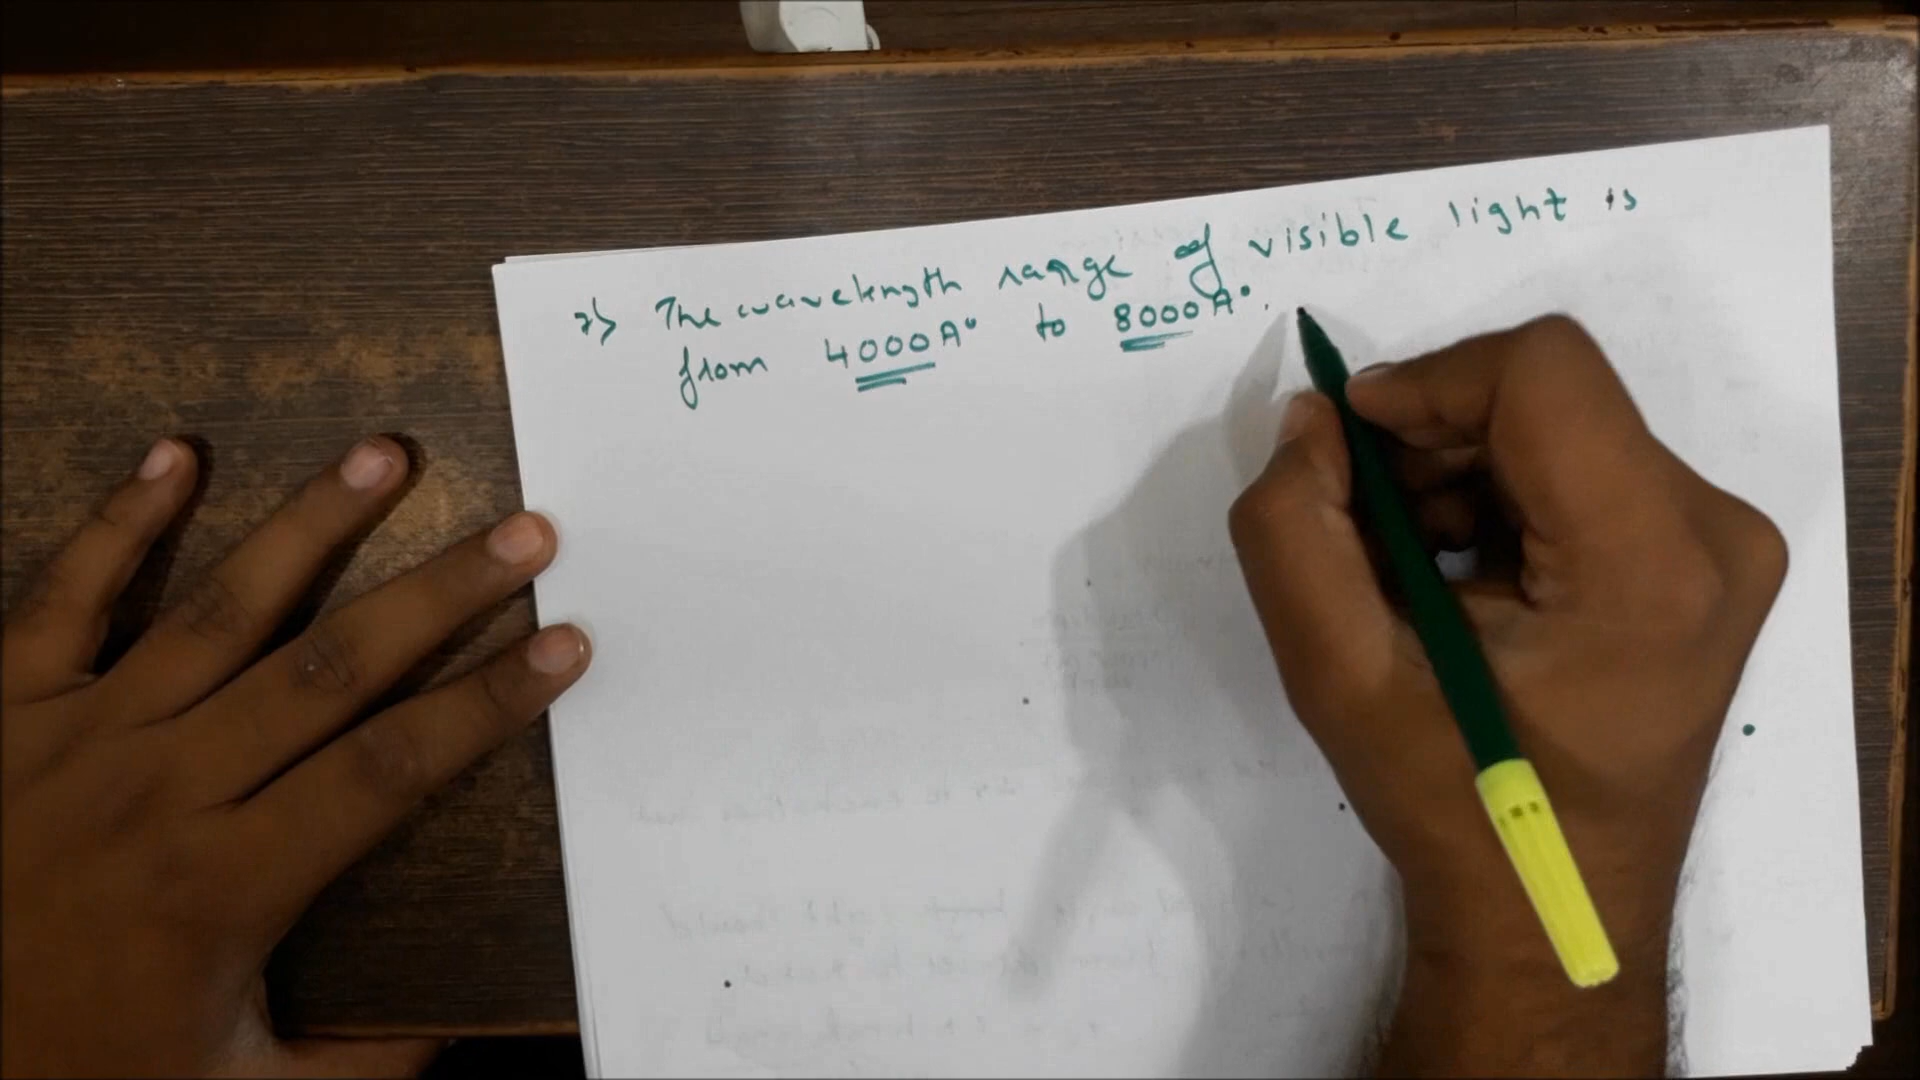 7) The wavelength range of visible light is
from 4000A° to 8000A°.